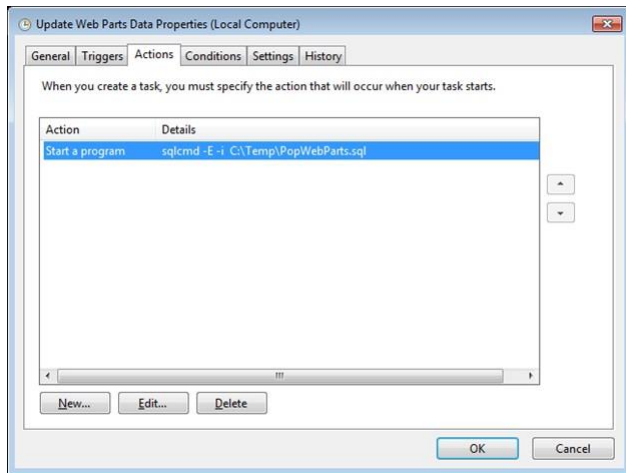 Update Web Parts Data Properties (Local Computer)
General Triggers Actions Conditions Settings History
When you create a task, you must specify the action that will occur when your task starts.
Action Details
Start a program sqlcmd -E -i C:\Temp\PopWebParts.sql
New... Edit... Delete
OK Cancel